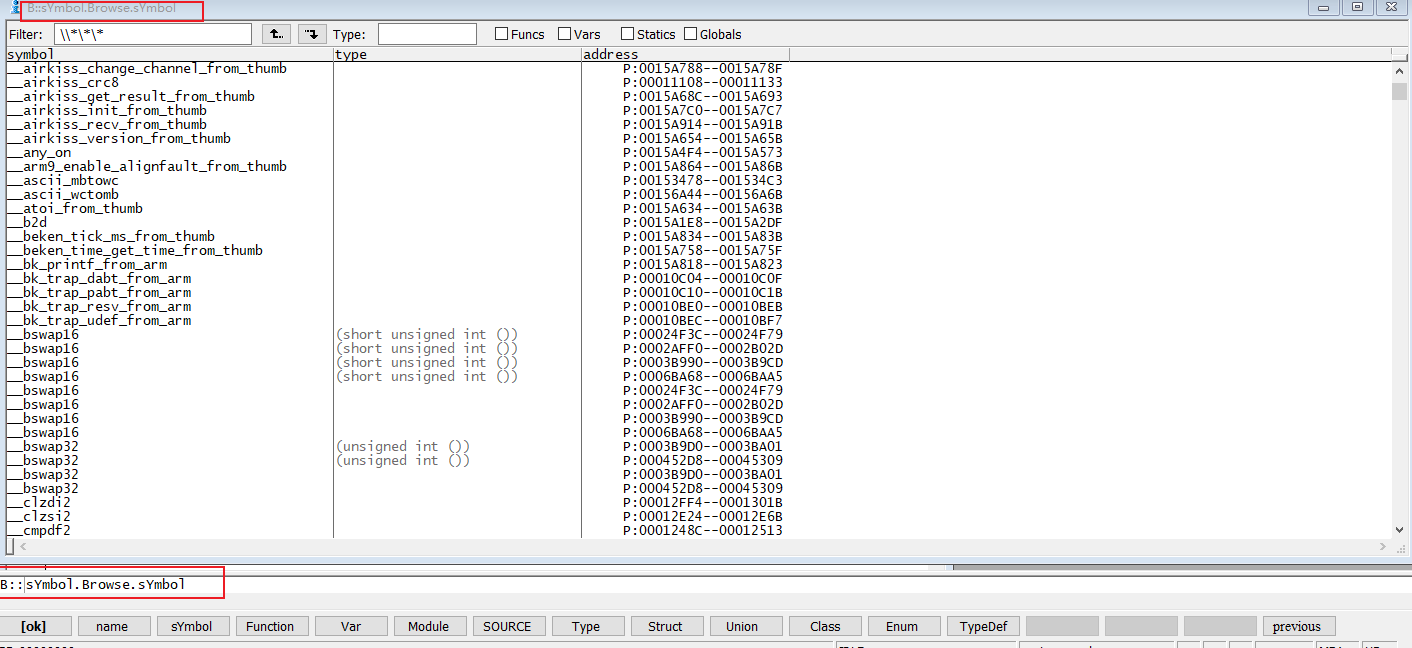 B::sYmbol.Browse.sYmbol
Filter: \\*\*\* Type: Funcs Vars Statics Globals
symbol type address
__airkiss_change_channel_from_thumb P:0015A788--0015A78F
__airkiss_crc8 P:00011108--00011133
__airkiss_get_result_from_thumb P:0015A68C--0015A693
__airkiss_init_from_thumb P:0015A7C0--0015A7C7
__airkiss_recv_from_thumb P:0015A914--0015A91B
__airkiss_version_from_thumb P:0015A654--0015A65B
__any_on P:0015A4F4--0015A573
__arm9_enable_alignfault_from_thumb P:0015A864--0015A86B
__ascii_mbtowc P:00153478--001534C3
__ascii_wctomb P:00156A44--00156A6B
__atoi_from_thumb P:0015A634--0015A63B
__b2d P:0015A1E8--0015A2DF
__beken_tick_ms_from_thumb P:0015A834--0015A83B
__beken_time_get_time_from_thumb P:0015A758--0015A75F
__bk_printf_from_arm P:0015A818--0015A823
__bk_trap_dabt_from_arm P:00010C04--00010C0F
__bk_trap_pabt_from_arm P:00010C10--00010C1B
__bk_trap_resv_from_arm P:00010BE0--00010BEB
__bk_trap_udef_from_arm P:00010BEC--00010BF7
__bswap16 (short unsigned int ()) P:00024F3C--00024F79
__bswap16 (short unsigned int ()) P:0002AFF0--0002B02D
__bswap16 (short unsigned int ()) P:0003B990--0003B9CD
__bswap16 (short unsigned int ()) P:0006BA68--0006BAA5
__bswap16 P:00024F3C--00024F79
__bswap16 P:0002AFF0--0002B02D
__bswap16 P:0003B990--0003B9CD
__bswap16 P:0006BA68--0006BAA5
__bswap32 (unsigned int ()) P:0003B9D0--0003BA01
__bswap32 (unsigned int ()) P:000452D8--00045309
__bswap32 P:0003B9D0--0003BA01
__bswap32 P:000452D8--00045309
__clzdi2 P:00012FF4--0001301B
__clzsi2 P:00012E24--00012E6B
__cmpdf2 P:0001248C--00012513
B::sYmbol.Browse.sYmbol
[ok] name sYmbol Function Var Module SOURCE Type Struct Union Class Enum TypeDef previous